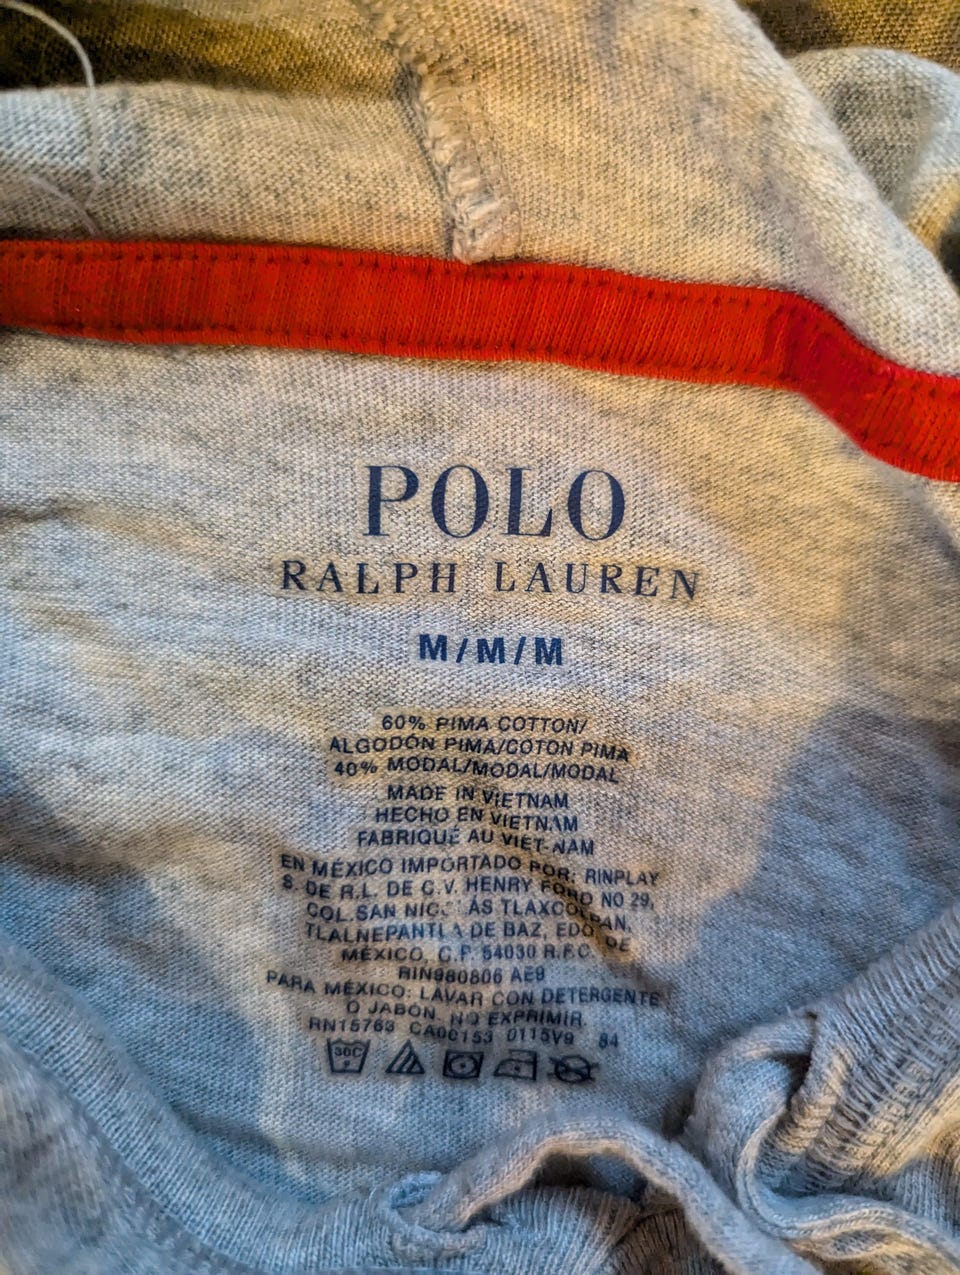 POLO
RALPH LAUREN
M/M/M
60% PIMA COTTON/
ALGODÓN PIMA/COTON PIMA
40% MODAL/MODAL/MODAL
MADE IN VIETNAM
HECHO EN VIETNAM
FABRIQUÉ AU VIET-NAM
EN MÉXICO IMPORTADO POR: RINPLAY
S. DE R.L. DE C.V. HENRY FORD NO 29,
COL.SAN NICOLÁS TLAXCOLPAN,
TLALNEPANTLA DE BAZ, EDO. DE
MÉXICO, C.P. 54030 R.F.C.
RIN980806 AE9
PARA MÉXICO: LAVAR CON DETERGENTE
O JABON. NO EXPRIMIR.
RN15763 CA00153 0115V9 84
30C